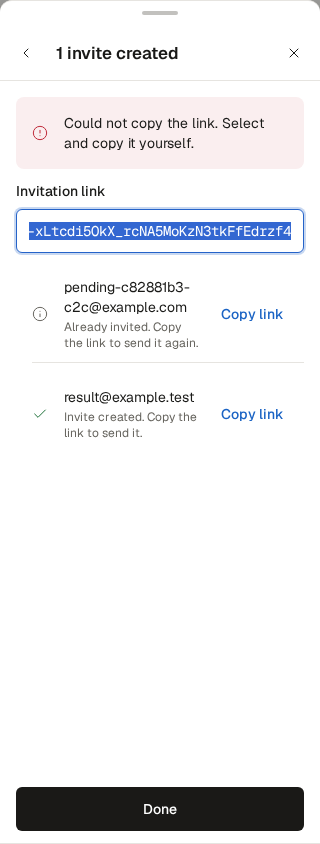 1 invite created
Could not copy the link. Select
and copy it yourself.
Invitation link
-xLtcdi5OkX_rcNA5MoKzN3tkFfEdrzf4
pending-c82881b3-
c2c@example.com
Already invited. Copy
the link to send it again.
Copy link
result@example.test
Invite created. Copy the
link to send it.
Copy link
Done